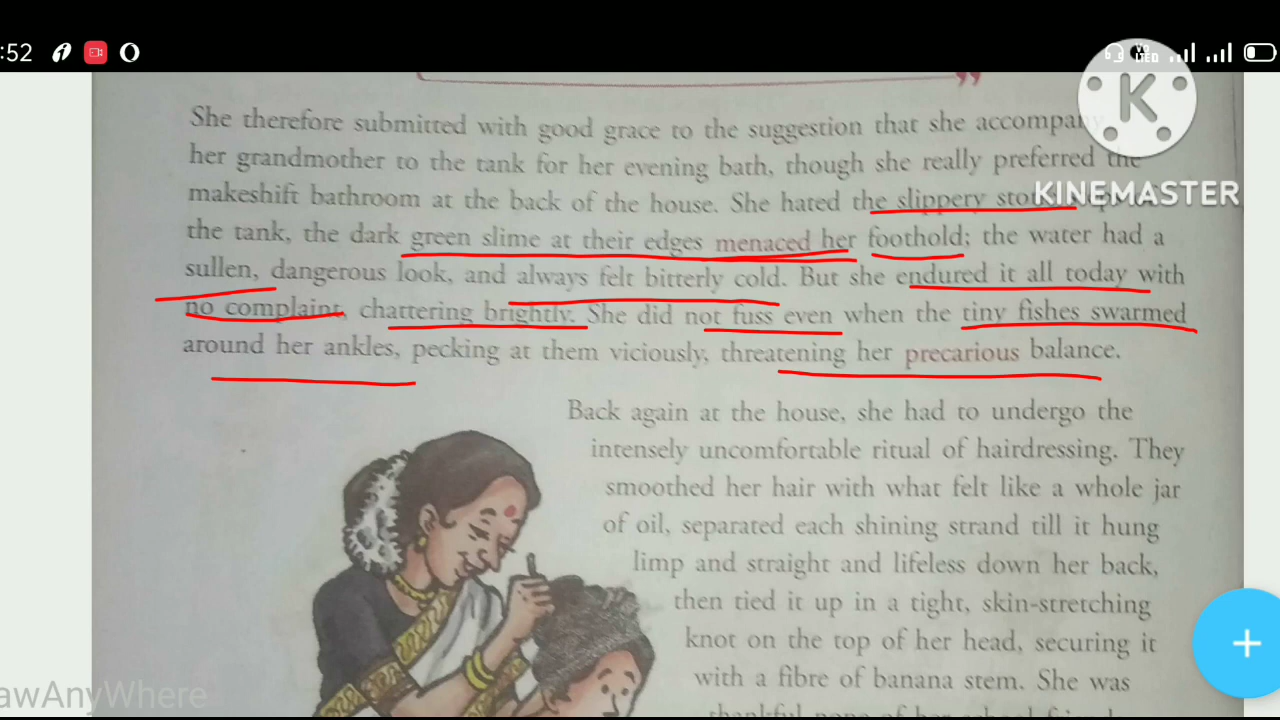 :52
LTED
She therefore submitted with good grace to the suggestion that she accompany
her grandmother to the tank for her evening bath, though she really preferred the
KINEMASTER
makeshift bathroom at the back of the house. She hated the slippery
the tank, the dark green slime at their edges menaced her foothold; the water had a
sullen, dangerous look, and always felt bitterly cold. But she endured it all today with
no complaint, chattering brightly. She did not fuss even when the tiny fishes swarmed
around her ankles, pecking at them viciously, threatening her precarious balance.
Back again at the house, she had to undergo the
intensely uncomfortable ritual of hairdressing. They
smoothed her hair with what felt like a whole jar
of oil, separated each shining strand till it hung
limp and straight and lifeless down her back,
then tied it up in a tight, skin-stretching
knot on the top of her head, securing it
with a fibre of banana stem. She was
awAnyWhere